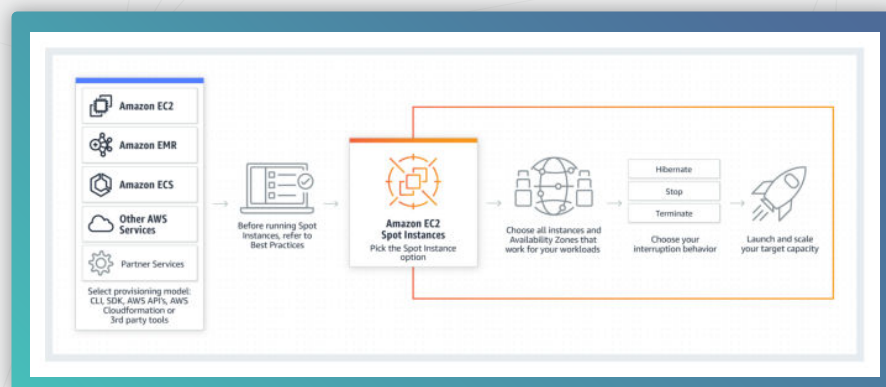 Amazon EC2
Amazon EMR
Amazon ECS
Other AWS
Services
Partner Services
Select provisioning model:
CLI, SDK, AWS API's, AWS
Cloudformation or
3rd party tools
Before running Spot
Instances, refer to
Best Practices
Amazon EC2
Spot Instances
Pick the Spot Instance
option
Choose all instances and
Availability Zones that
work for your workloads
Hibernate
Stop
Terminate
Choose your
interruption behavior
Launch and scale
your target capacity